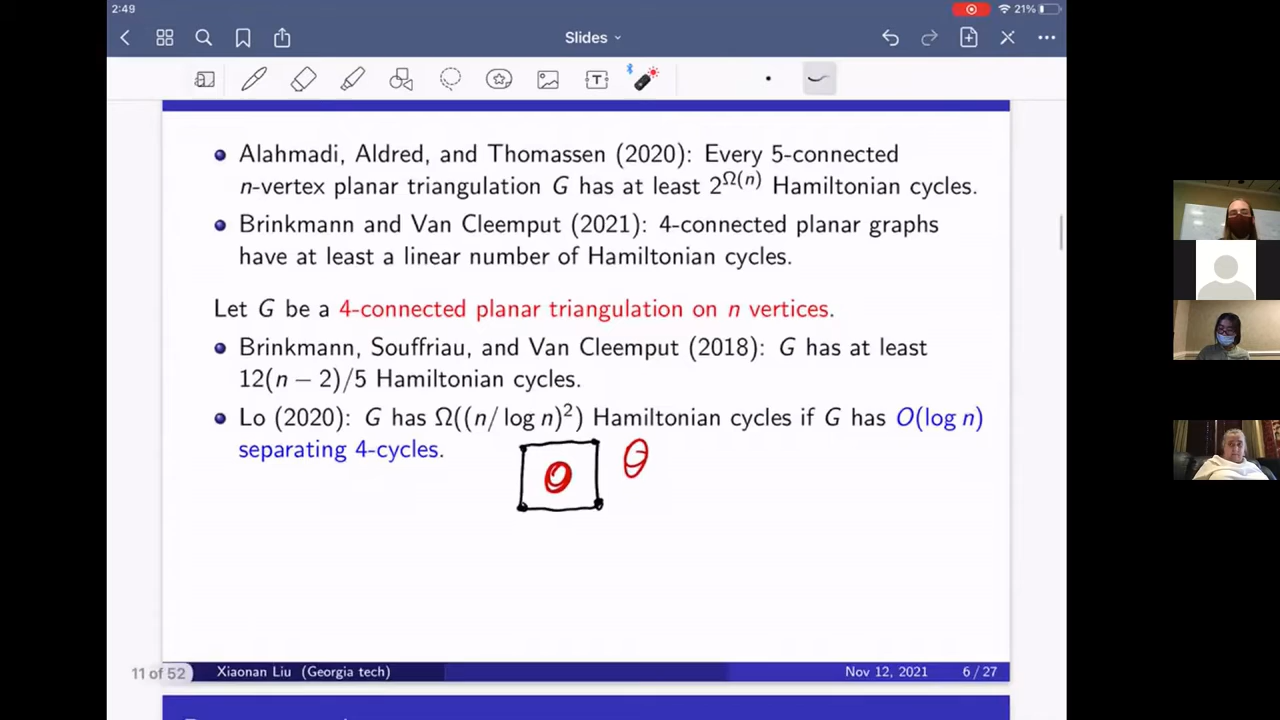 2:49
21%
Slides
• Alahmadi, Aldred, and Thomassen (2020): Every 5-connected
n-vertex planar triangulation G has at least 2^Ω(n) Hamiltonian cycles.
• Brinkmann and Van Cleemput (2021): 4-connected planar graphs
have at least a linear number of Hamiltonian cycles.
Let G be a 4-connected planar triangulation on n vertices.
• Brinkmann, Souffriau, and Van Cleemput (2018): G has at least
12(n − 2)/5 Hamiltonian cycles.
• Lo (2020): G has Ω((n/ log n)^2) Hamiltonian cycles if G has O(log n)
separating 4-cycles.
11 of 52
Xiaonan Liu (Georgia tech)
Nov 12, 2021
6 / 27